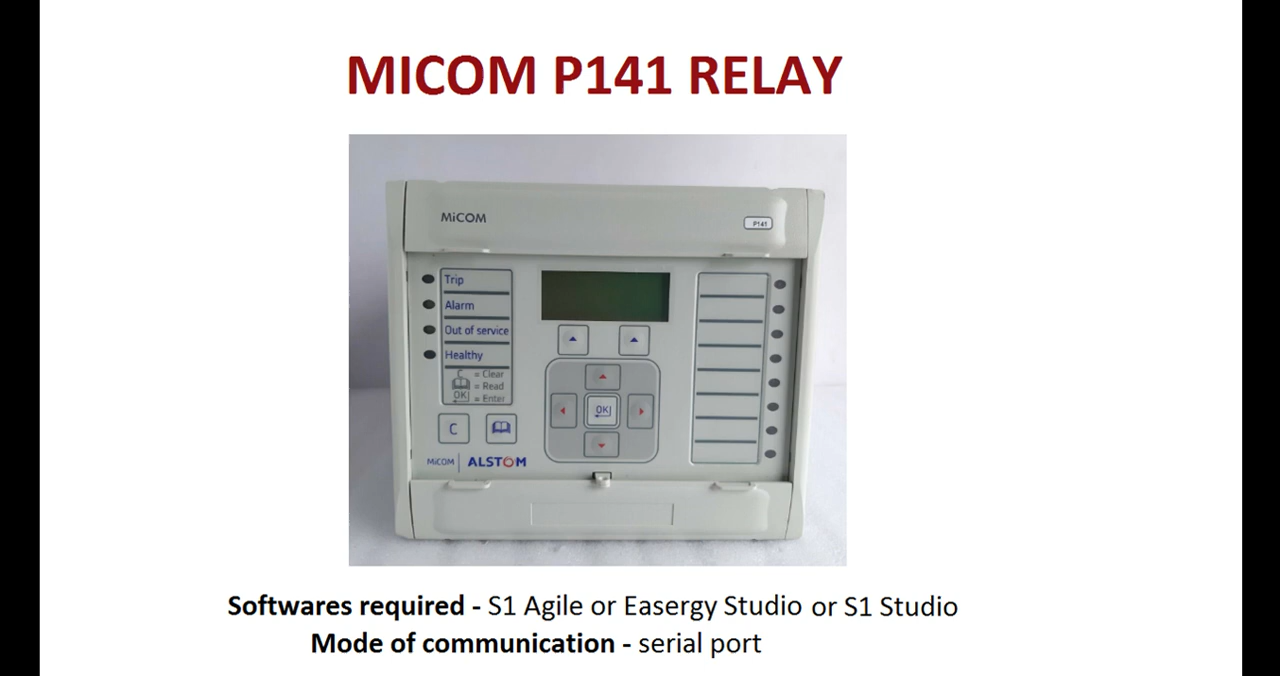 MICOM P141 RELAY
MiCOM
P141
Trip
Alarm
Out of service
Healthy
C = Clear
= Read
OK = Enter
C
OK
MiCOM ALSTOM
Softwares required - S1 Agile or Easergy Studio or S1 Studio
Mode of communication - serial port